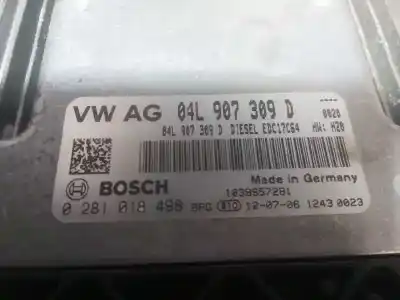 VW AG 04L 907 309 D
04L 907 309 D DIESEL EDC17C64 HW: H20
0020
Made in Germany
BOSCH 1039S57281
0 281 018 498 12-07-06 1243 0023